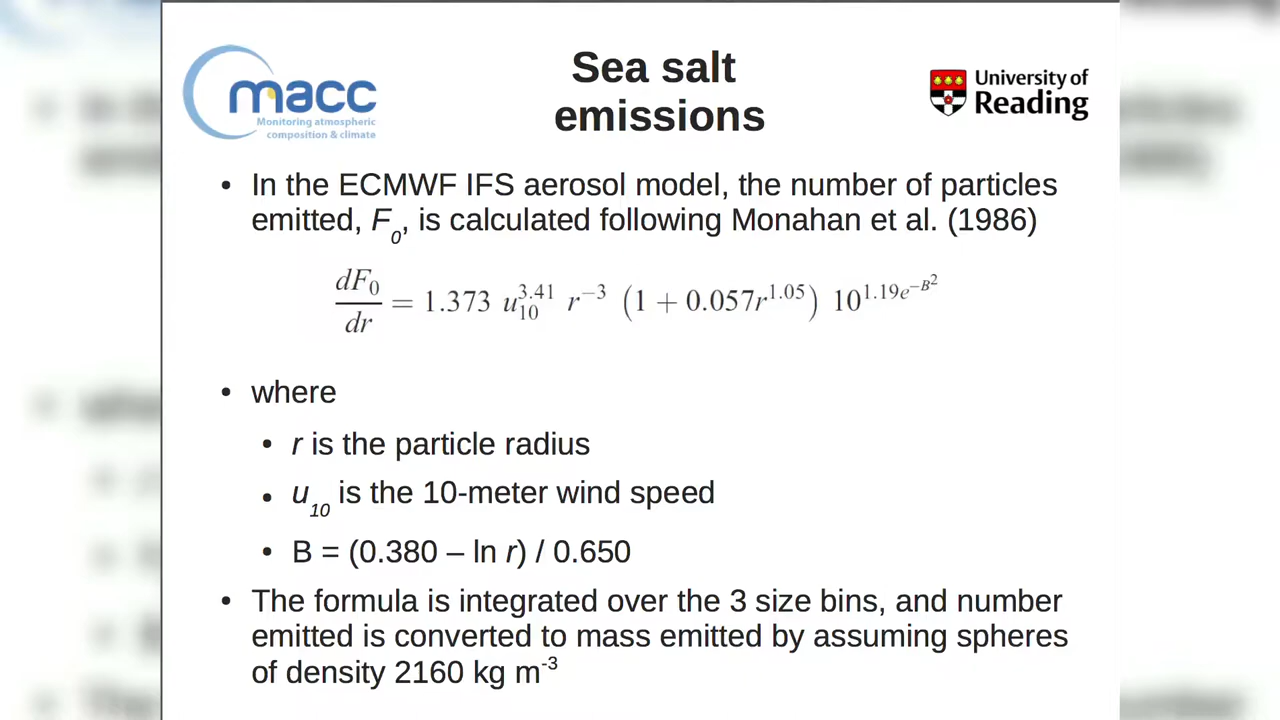 macc
Monitoring atmospheric
composition & climate
Sea salt
emissions
University of
Reading
• In the ECMWF IFS aerosol model, the number of particles
emitted, F₀, is calculated following Monahan et al. (1986)
dF₀/dr = 1.373 u₁₀^3.41 r^−3 (1 + 0.057r^1.05) 10^1.19e^−B²
• where
• r is the particle radius
• u₁₀ is the 10-meter wind speed
• B = (0.380 – ln r) / 0.650
• The formula is integrated over the 3 size bins, and number
emitted is converted to mass emitted by assuming spheres
of density 2160 kg m⁻³